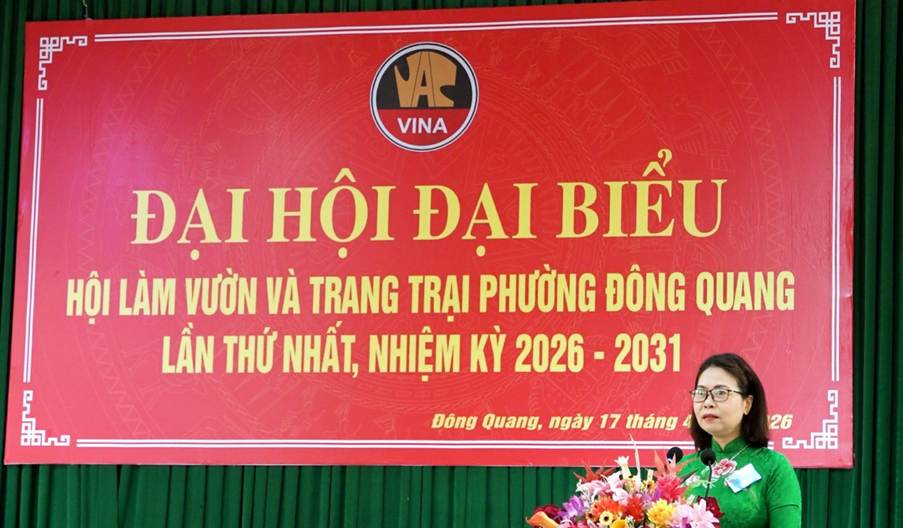 VAC
VINA
ĐẠI HỘI ĐẠI BIỂU
HỘI LÀM VƯỜN VÀ TRANG TRẠI PHƯỜNG ĐÔNG QUANG
LẦN THỨ NHẤT, NHIỆM KỲ 2026 - 2031
Đông Quang, ngày 17 tháng